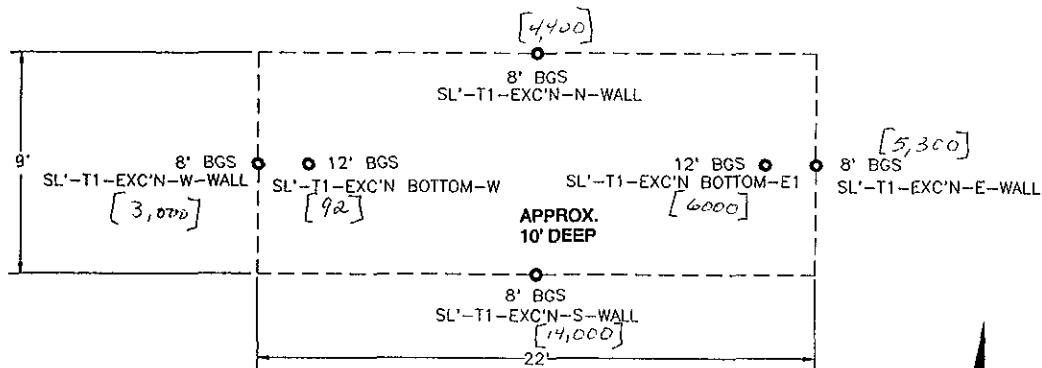 [4,400]
8' BGS
SL'-T1-EXC'N-N-WALL
9'
8' BGS
SL'-T1-EXC'N-W-WALL
[3,000]
12' BGS
SL'-T1-EXC'N BOTTOM-W
[92]
12' BGS
SL'-T1-EXC'N BOTTOM-E1
[6000]
[5,300]
8' BGS
SL'-T1-EXC'N-E-WALL
APPROX.
10' DEEP
8' BGS
SL'-T1-EXC'N-S-WALL
[14,000]
22'